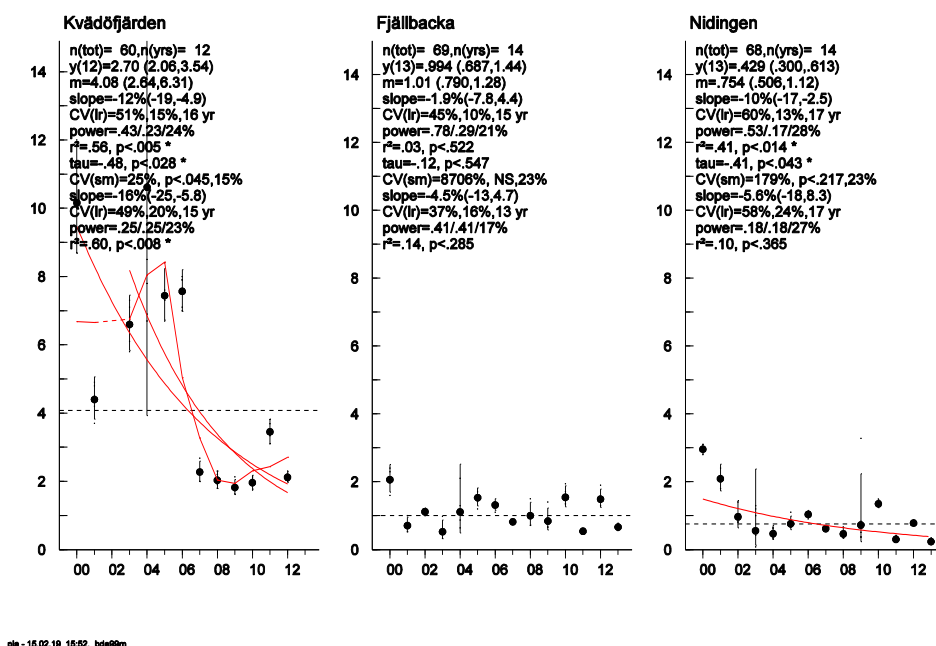 Kvädöfjärden
n(tot)= 60,n(yrs)= 12
y(12)=2.70 (2.06,3.54)
m=4.08 (2.64,6.31)
slope=-12%(-19,-4.9)
CV(lr)=51%,15%,16 yr
power=.43/.23/24%
r²=.56, p<.005 *
tau=-.48, p<.028 *
CV(sm)=25%, p<.045,15%
slope=-16%(-25,-5.8)
CV(lr)=49%,20%,15 yr
power=.25/.25/23%
r²=.60, p<.008 *
14
12
10
8
6
4
2
0
00 02 04 06 08 10 12
Fjällbacka
n(tot)= 69,n(yrs)= 14
y(13)=.994 (.687,1.44)
m=1.01 (.790,1.28)
slope=-1.9%(-7.8,4.4)
CV(lr)=45%,10%,15 yr
power=.78/.29/21%
r²=.03, p<.522
tau=-.12, p<.547
CV(sm)=8706%, NS,23%
slope=-4.5%(-13,4.7)
CV(lr)=37%,16%,13 yr
power=.41/.41/17%
r²=.14, p<.285
14
12
10
8
6
4
2
0
00 02 04 06 08 10 12
Nidingen
n(tot)= 68,n(yrs)= 14
y(13)=.429 (.300,.613)
m=.754 (.506,1.12)
slope=-10%(-17,-2.5)
CV(lr)=60%,13%,17 yr
power=.53/.17/28%
r²=.41, p<.014 *
tau=-.41, p<.043 *
CV(sm)=179%, p<.217,23%
slope=-5.6%(-18,8.3)
CV(lr)=58%,24%,17 yr
power=.18/.18/27%
r²=.10, p<.365
14
12
10
8
6
4
2
0
00 02 04 06 08 10 12
pia - 15.02.19 15:52, bda99m